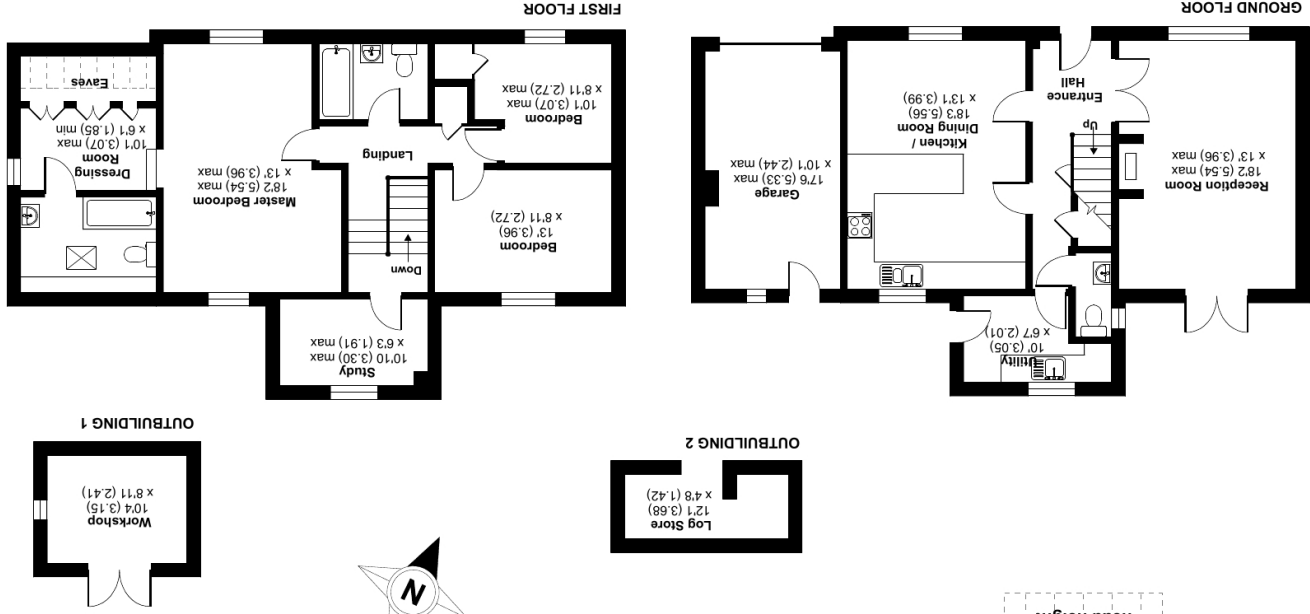 N
Log Store
12'1 (3.68)
x 4'8 (1.42)
OUTBUILDING 2
Workshop
10'4 (3.15)
x 8'11 (2.41)
OUTBUILDING 1
Utility
10' (3.05)
x 6'7 (2.01)
Reception Room
18'2 (5.54) max
x 13' (3.96) max
Up
Entrance
Hall
Kitchen /
Dining Room
18'3 (5.56)
x 13'1 (3.99)
Garage
17'6 (5.33) max
x 10'1 (2.44) max
GROUND FLOOR
Study
10'10 (3.30) max
x 6'3 (1.91) max
Bedroom
13' (3.96)
x 8'11 (2.72)
Down
Landing
Bedroom
10'1 (3.07) max
x 8'11 (2.72) max
Master Bedroom
18'2 (5.54) max
x 13' (3.96) max
Dressing
Room
10'1 (3.07) max
x 6'1 (1.85) min
Eaves
FIRST FLOOR